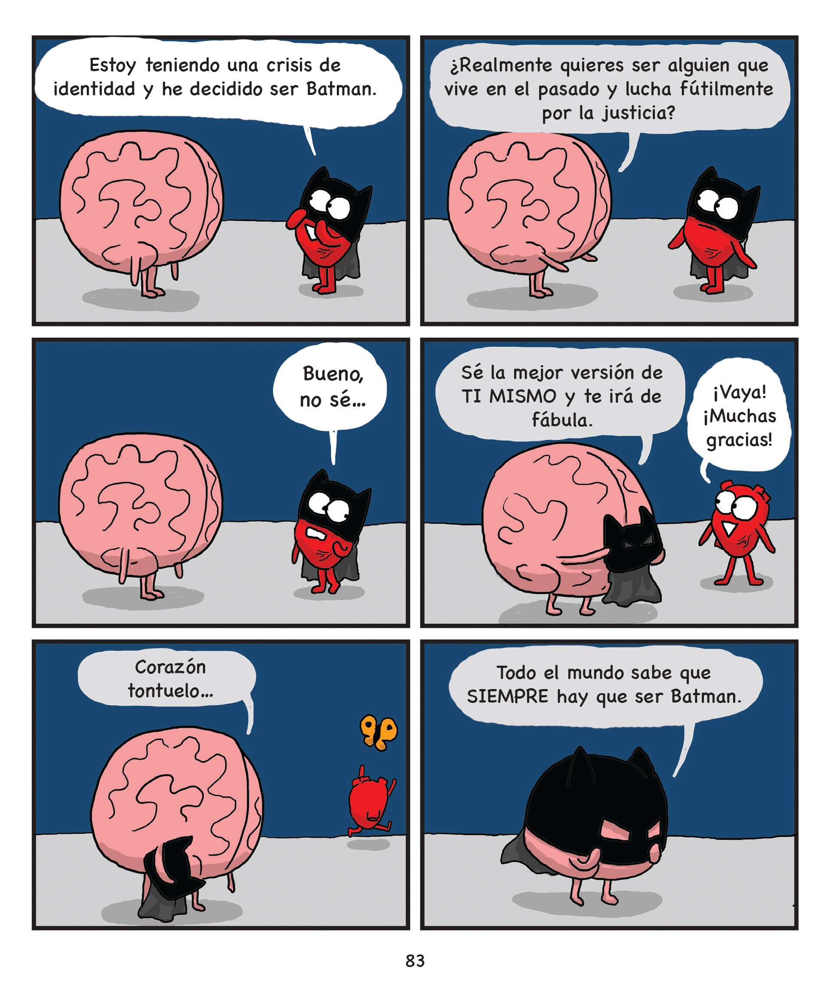 Estoy teniendo una crisis de
identidad y he decidido ser Batman.
¿Realmente quieres ser alguien que
vive en el pasado y lucha fútilmente
por la justicia?
Bueno,
no sé...
Sé la mejor versión de
TI MISMO y te irá de
fábula.
¡Vaya!
¡Muchas
gracias!
Corazón
tontuelo...
Todo el mundo sabe que
SIEMPRE hay que ser Batman.
83